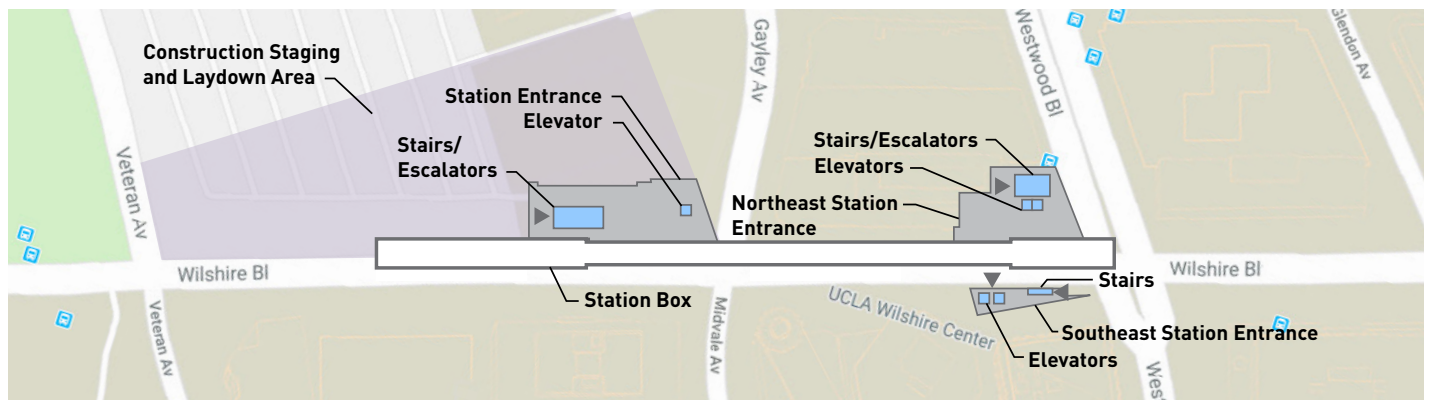 Construction Staging
and Laydown Area
Station Entrance
Elevator
Stairs/
Escalators
Gayley Av
Westwood Bl
Glendon Av
Stairs/Escalators
Elevators
Northeast Station
Entrance
Veteran Av
Wilshire Bl
Wilshire Bl
Station Box
Stairs
UCLA Wilshire Center
Southeast Station Entrance
Elevators
Veteran Av
Midvale Av
West